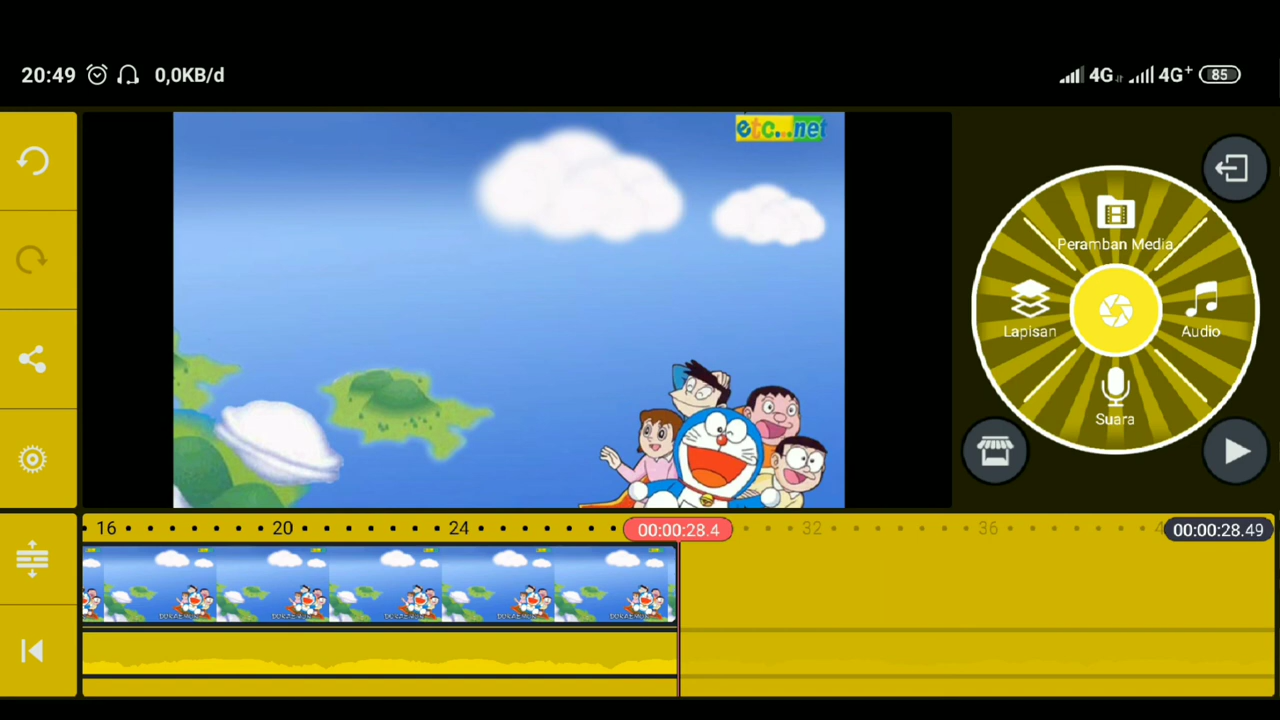 20:49 0,0KB/d 4G 4G+ 85
etc...net
Peramban Media
Lapisan
Audio
Suara
16 20 24 00:00:28.4 32 36 4 00:00:28.49